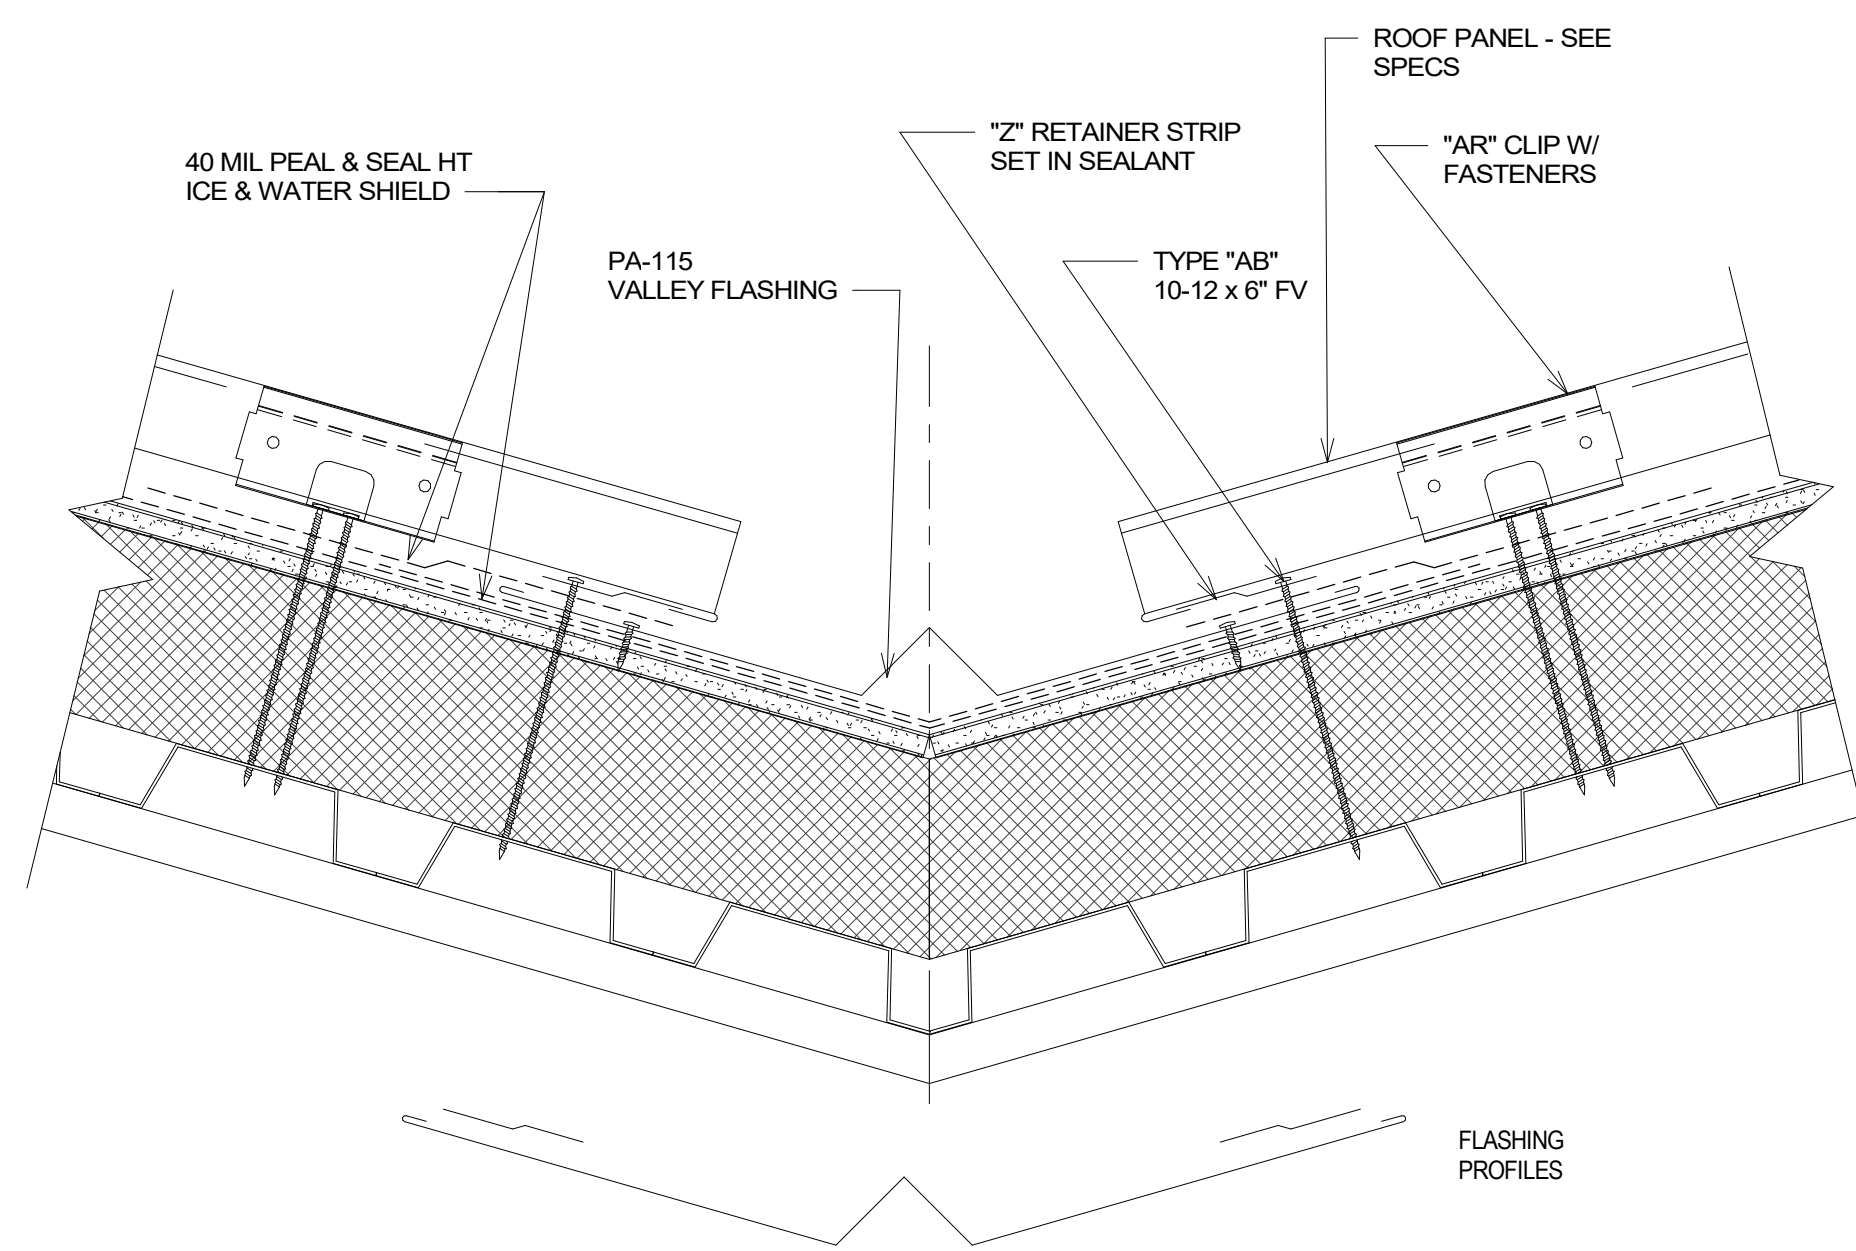 ROOF PANEL - SEE
SPECS
"Z" RETAINER STRIP
SET IN SEALANT
"AR" CLIP W/
FASTENERS
40 MIL PEAL & SEAL HT
ICE & WATER SHIELD
PA-115
VALLEY FLASHING
TYPE "AB"
10-12 x 6" FV
FLASHING
PROFILES